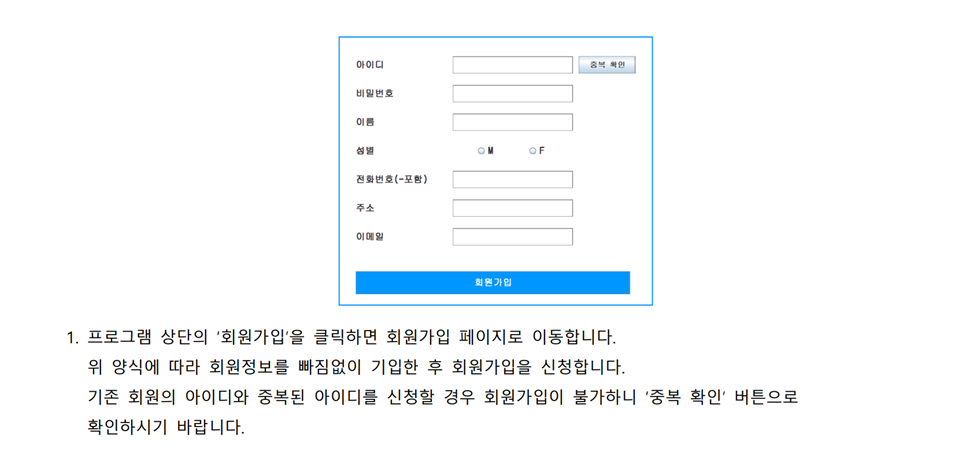 아이디 중복 확인
비밀번호
이름
성별 M F
전화번호(-포함)
주소
이메일
회원가입
1. 프로그램 상단의 '회원가입'을 클릭하면 회원가입 페이지로 이동합니다.
위 양식에 따라 회원정보를 빠짐없이 기입한 후 회원가입을 신청합니다.
기존 회원의 아이디와 중복된 아이디를 신청할 경우 회원가입이 불가하니 '중복 확인' 버튼으로
확인하시기 바랍니다.